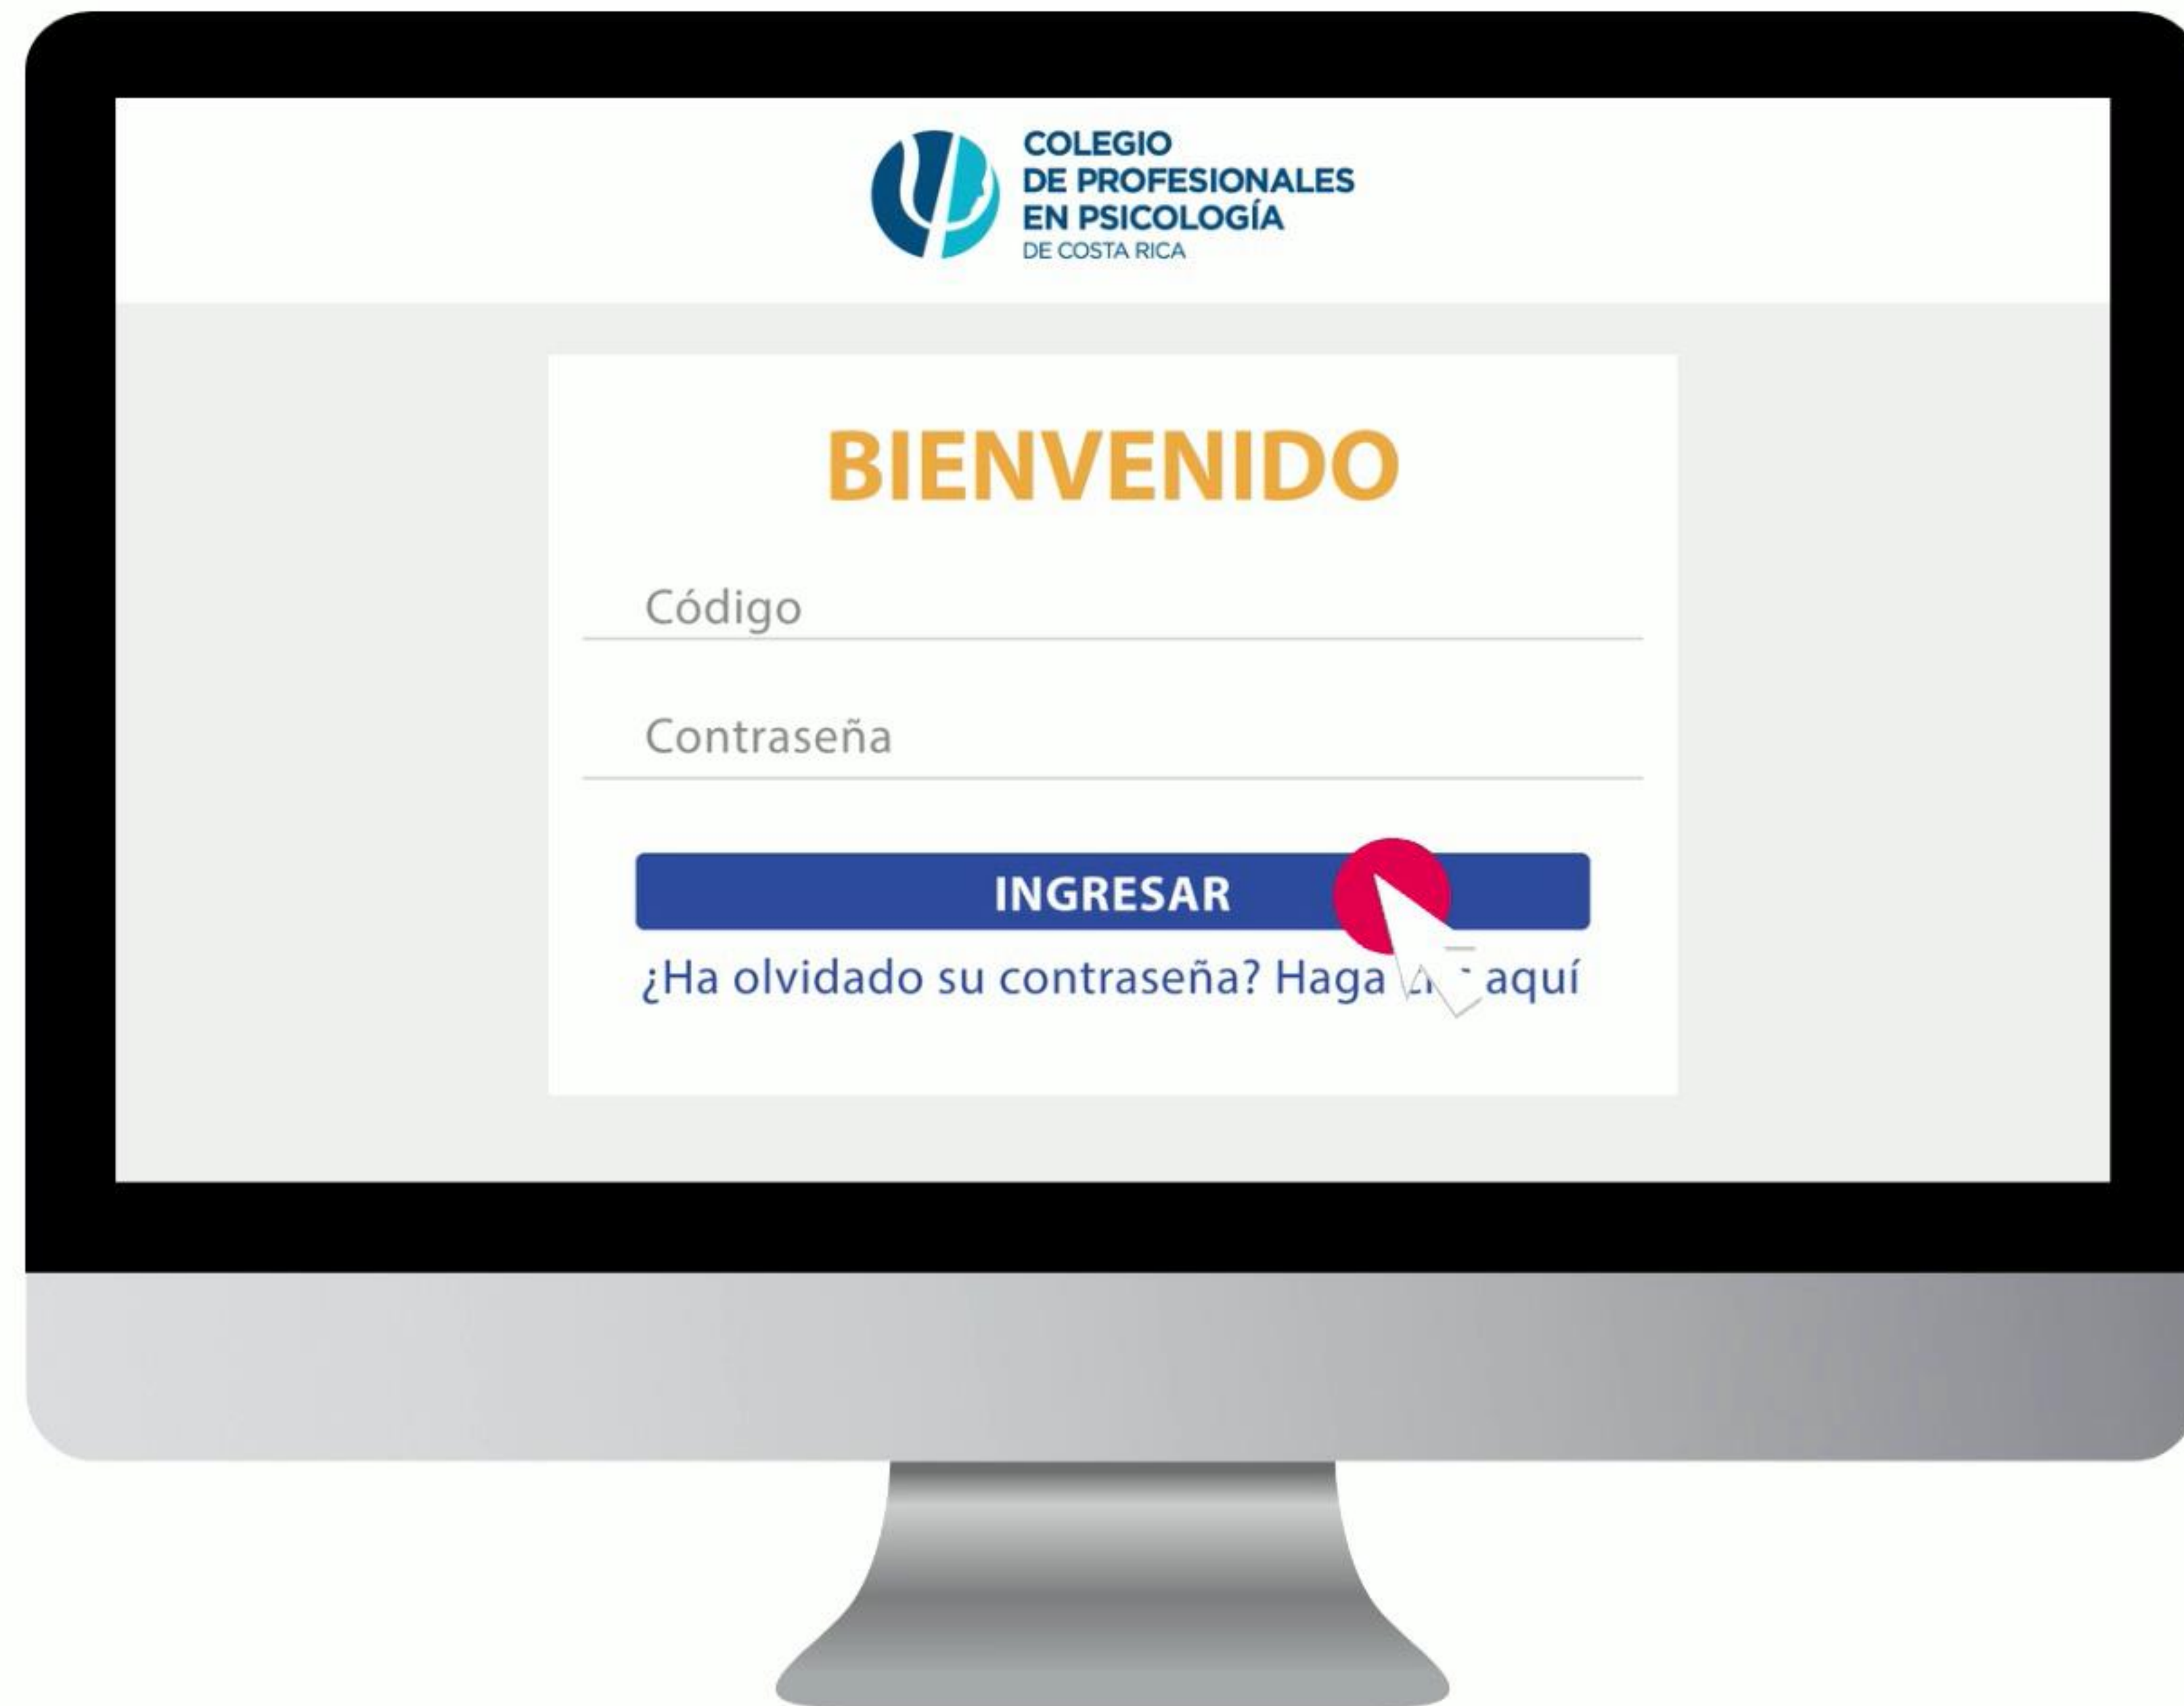 COLEGIO
DE PROFESIONALES
EN PSICOLOGÍA
DE COSTA RICA
BIENVENIDO
Código
Contraseña
INGRESAR
¿Ha olvidado su contraseña? Haga aquí